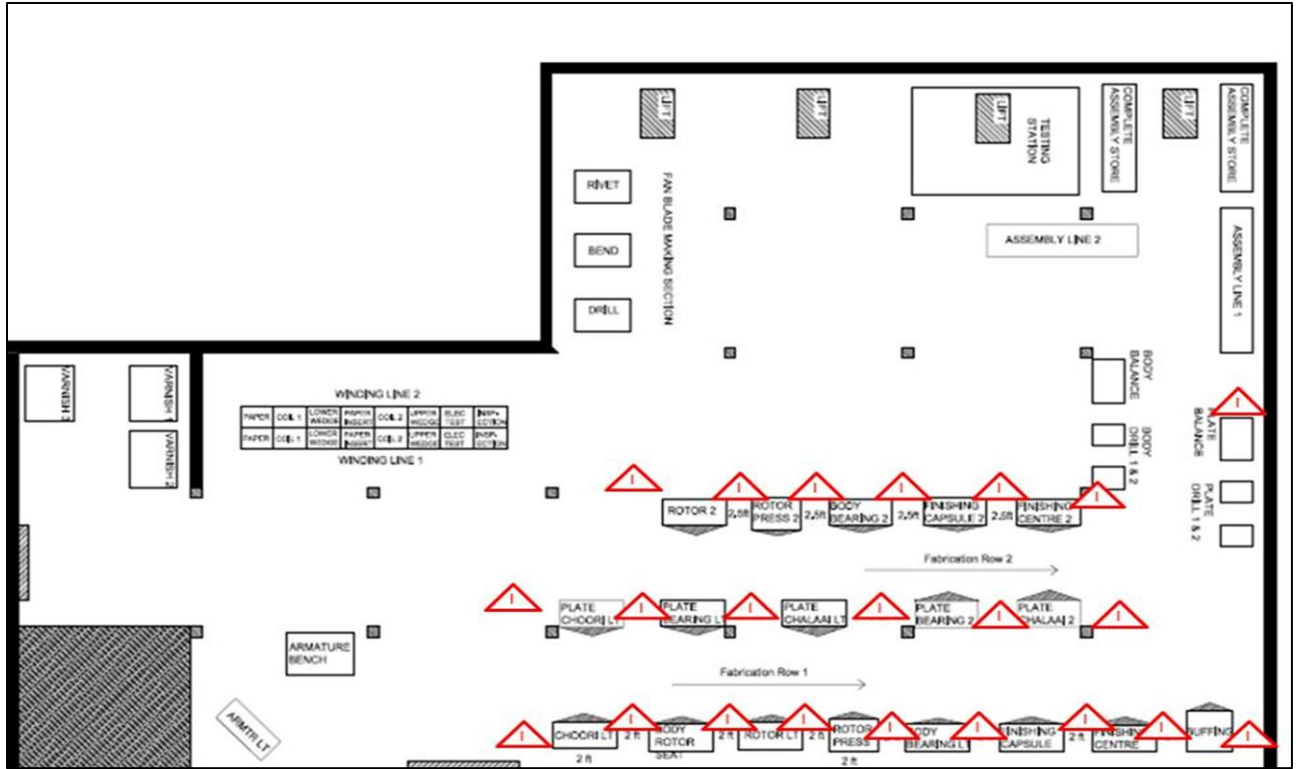 LIFT
LIFT
LIFT
TESTING
STATION
COMPLETE
ASSEMBLY STORE
LIFT
COMPLETE
ASSEMBLY STORE
RIVET
FAN BLADE MAKING SECTION
BEND
DRILL
ASSEMBLY LINE 2
ASSEMBLY LINE 1
VARNISH 3
VARNISH 1
VARNISH 2
WINDING LINE 2
PAPER COIL 1 LOWER WEDGE PAPER INSERT COIL 2 UPPER WEDGE ELEC TEST INSP-ECTION
PAPER COIL 1 LOWER WEDGE PAPER INSERT COIL 2 UPPER WEDGE ELEC TEST INSP-ECTION
WINDING LINE 1
BODY
BALANCE
BODY
DRILL 1 & 2
PLATE
BALANCE
PLATE
DRILL 1 & 2
ROTOR 2
2.5ft
ROTOR
PRESS 2
2.5ft
BODY
BEARING 2
2.5ft
FINISHING
CAPSULE 2
2.5ft
FINISHING
CENTRE 2
Fabrication Row 2
PLATE
CHOORI LT
PLATE
BEARING LT
PLATE
CHALAAI LT
PLATE
BEARING 2
PLATE
CHALAAI 2
ARMATURE
BENCH
ARMTR LT
Fabrication Row 1
CHOORI LT
2 ft
2 ft
BODY
ROTOR
SEAT
2 ft
ROTOR LT
2 ft
ROTOR
PRESS
2 ft
BODY
BEARING LT
FINISHING
CAPSULE
2 ft
FINISHING
CENTRE
BUFFING